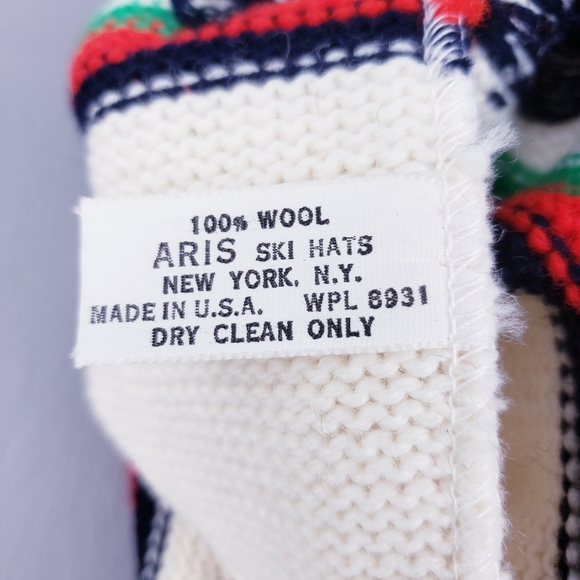 100% WOOL
ARIS SKI HATS
NEW YORK, N.Y.
MADE IN U.S.A. WPL 8931
DRY CLEAN ONLY